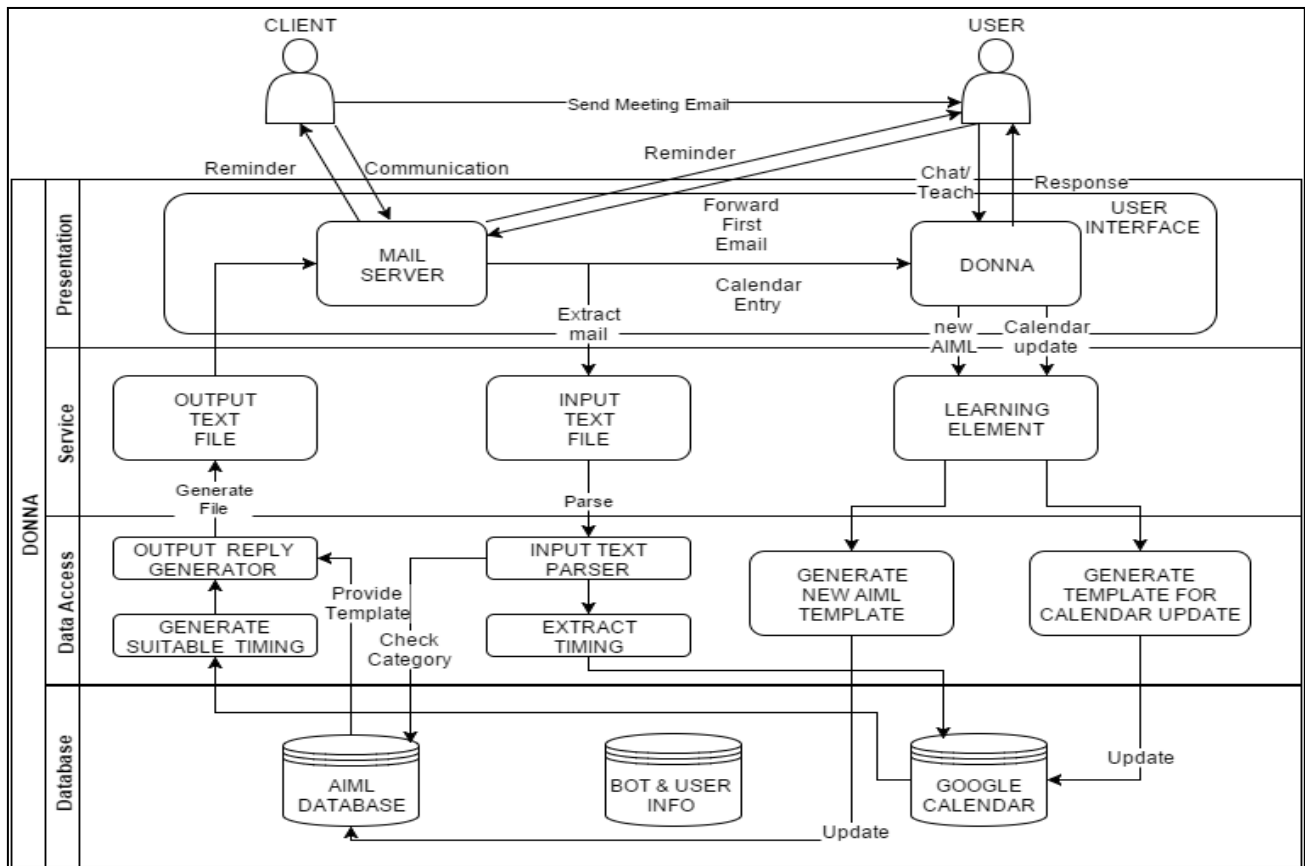 CLIENT
USER
Send Meeting Email
Reminder
Communication
Reminder
Chat/
Teach
Response
Forward
First
Email
USER
INTERFACE
MAIL
SERVER
DONNA
Calendar
Entry
Extract
mail
new
AIML
Calendar
update
Presentation
OUTPUT
TEXT
FILE
INPUT
TEXT
FILE
LEARNING
ELEMENT
Service
Generate
File
Parse
DONNA
OUTPUT REPLY
GENERATOR
INPUT TEXT
PARSER
GENERATE
NEW AIML
TEMPLATE
GENERATE
TEMPLATE FOR
CALENDAR UPDATE
Provide
Template
GENERATE
SUITABLE TIMING
Check
Category
EXTRACT
TIMING
Data Access
AIML
DATABASE
BOT & USER
INFO
GOOGLE
CALENDAR
Update
Update
Database